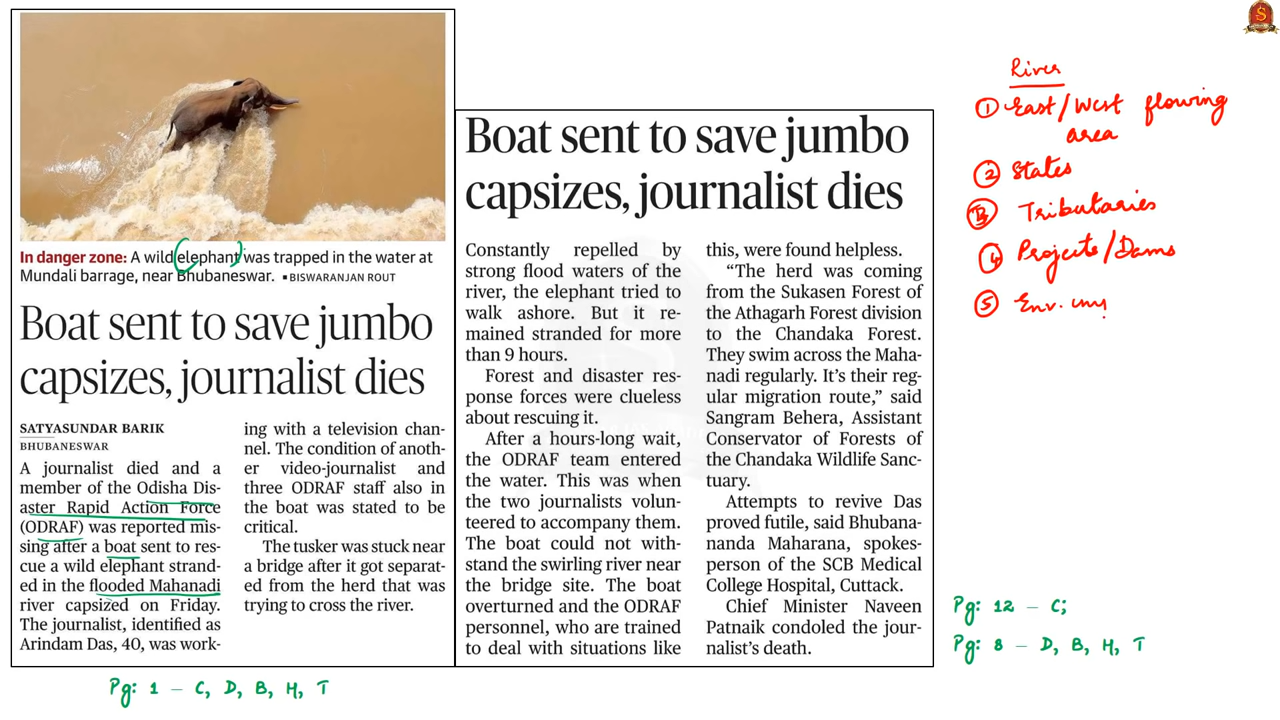 In danger zone: A wild elephant was trapped in the water at
Mundali barrage, near Bhubaneswar. ▪BISWARANJAN ROUT
Boat sent to save jumbo
capsizes, journalist dies
SATYASUNDAR BARIK
BHUBANESWAR
A journalist died and a
member of the Odisha Dis-
aster Rapid Action Force
(ODRAF) was reported mis-
sing after a boat sent to res-
cue a wild elephant strand-
ed in the flooded Mahanadi
river capsized on Friday.
The journalist, identified as
Arindam Das, 40, was work-
ing with a television chan-
nel. The condition of anoth-
er video-journalist and
three ODRAF staff also in
the boat was stated to be
critical.
The tusker was stuck near
a bridge after it got separat-
ed from the herd that was
trying to cross the river.
Pg: 1 – C, D, B, H, T
Boat sent to save jumbo
capsizes, journalist dies
Constantly repelled by
strong flood waters of the
river, the elephant tried to
walk ashore. But it re-
mained stranded for more
than 9 hours.
Forest and disaster res-
ponse forces were clueless
about rescuing it.
After a hours-long wait,
the ODRAF team entered
the water. This was when
the two journalists volun-
teered to accompany them.
The boat could not with-
stand the swirling river near
the bridge site. The boat
overturned and the ODRAF
personnel, who are trained
to deal with situations like
this, were found helpless.
“The herd was coming
from the Sukasen Forest of
the Athagarh Forest division
to the Chandaka Forest.
They swim across the Maha-
nadi regularly. It’s their reg-
ular migration route,” said
Sangram Behera, Assistant
Conservator of Forests of
the Chandaka Wildlife Sanc-
tuary.
Attempts to revive Das
proved futile, said Bhubana-
nanda Maharana, spokes-
person of the SCB Medical
College Hospital, Cuttack.
Chief Minister Naveen
Patnaik condoled the jour-
nalist’s death.
River
① East/West flowing
area
② States
③ Tributaries
④ Projects/Dams
⑤ Env.
Pg: 12 – C;
Pg: 8 – D, B, H, T